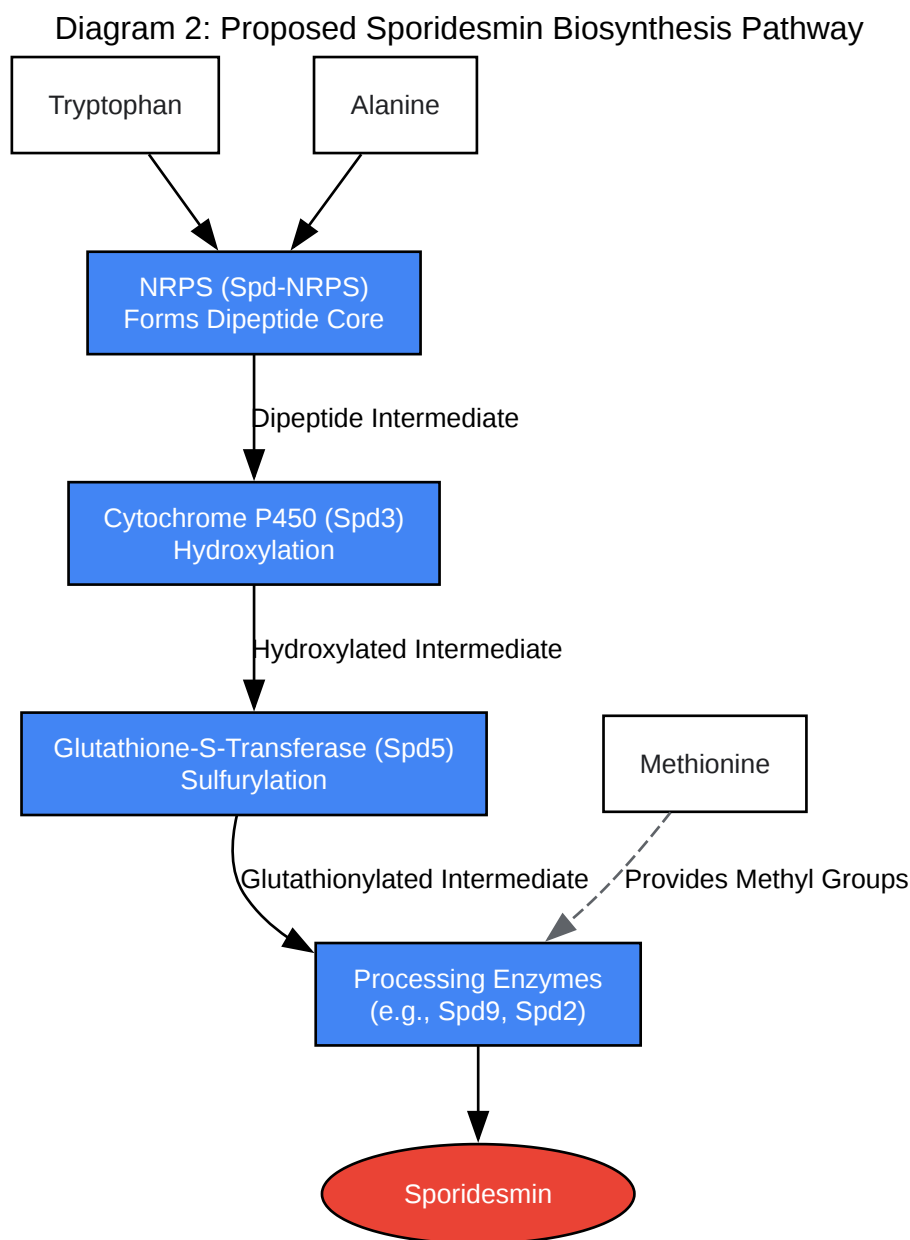 Diagram 2: Proposed Sporidesmin Biosynthesis Pathway
Tryptophan
Alanine
NRPS (Spd-NRPS)
Forms Dipeptide Core
Dipeptide Intermediate
Cytochrome P450 (Spd3)
Hydroxylation
Hydroxylated Intermediate
Glutathione-S-Transferase (Spd5)
Sulfurylation
Methionine
Glutathionylated Intermediate
Provides Methyl Groups
Processing Enzymes
(e.g., Spd9, Spd2)
Sporidesmin